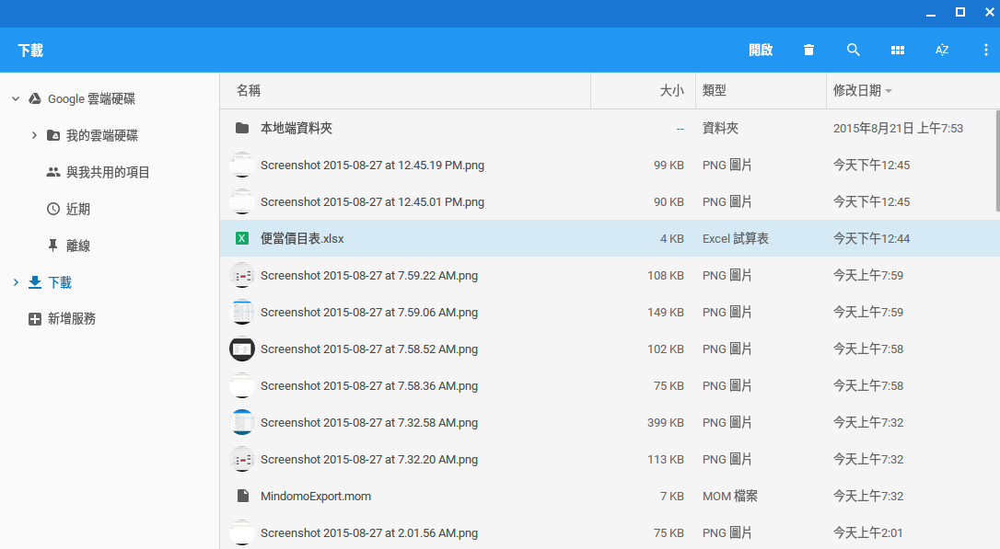 下載 開啟 AZ
Google 雲端硬碟
我的雲端硬碟
與我共用的項目
近期
離線
下載
新增服務
名稱 大小 類型 修改日期
本地端資料夾 -- 資料夾 2015年8月21日 上午7:53
Screenshot 2015-08-27 at 12.45.19 PM.png 99 KB PNG 圖片 今天下午12:45
Screenshot 2015-08-27 at 12.45.01 PM.png 90 KB PNG 圖片 今天下午12:45
X 便當價目表.xlsx 4 KB Excel 試算表 今天下午12:44
Screenshot 2015-08-27 at 7.59.22 AM.png 108 KB PNG 圖片 今天上午7:59
Screenshot 2015-08-27 at 7.59.06 AM.png 149 KB PNG 圖片 今天上午7:59
Screenshot 2015-08-27 at 7.58.52 AM.png 102 KB PNG 圖片 今天上午7:58
Screenshot 2015-08-27 at 7.58.36 AM.png 75 KB PNG 圖片 今天上午7:58
Screenshot 2015-08-27 at 7.32.58 AM.png 399 KB PNG 圖片 今天上午7:32
Screenshot 2015-08-27 at 7.32.20 AM.png 113 KB PNG 圖片 今天上午7:32
MindomoExport.mom 7 KB MOM 檔案 今天上午7:32
Screenshot 2015-08-27 at 2.01.56 AM.png 75 KB PNG 圖片 今天上午2:01